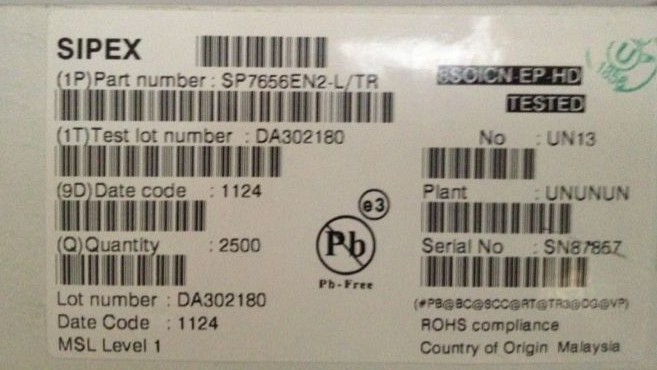 SIPEX
(1P)Part number : SP7656EN2-L/TR
8SOICN-EP-HD
TESTED
(1T)Test lot number : DA302180
No : UN13
(9D)Date code : 1124
Plant : UNUNUN
e3
Pb
Pb-Free
(Q)Quantity : 2500
Serial No : SN87857
Lot number : DA302180
(#PB@BC@SCC@RT@TR3@CG@VP)
Date Code : 1124
ROHS compliance
MSL Level 1
Country of Origin Malaysia